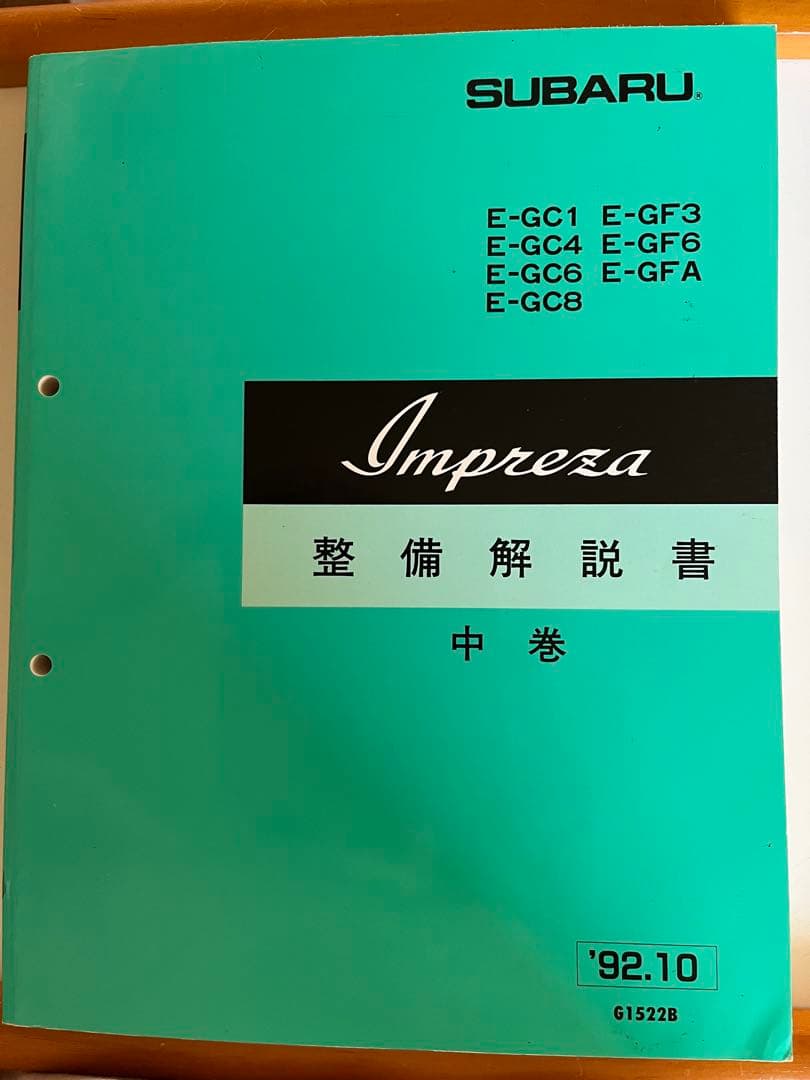 SUBARU®
E-GC1 E-GF3
E-GC4 E-GF6
E-GC6 E-GFA
E-GC8
Impreza
整備解説書
中巻
'92.10
G1522B